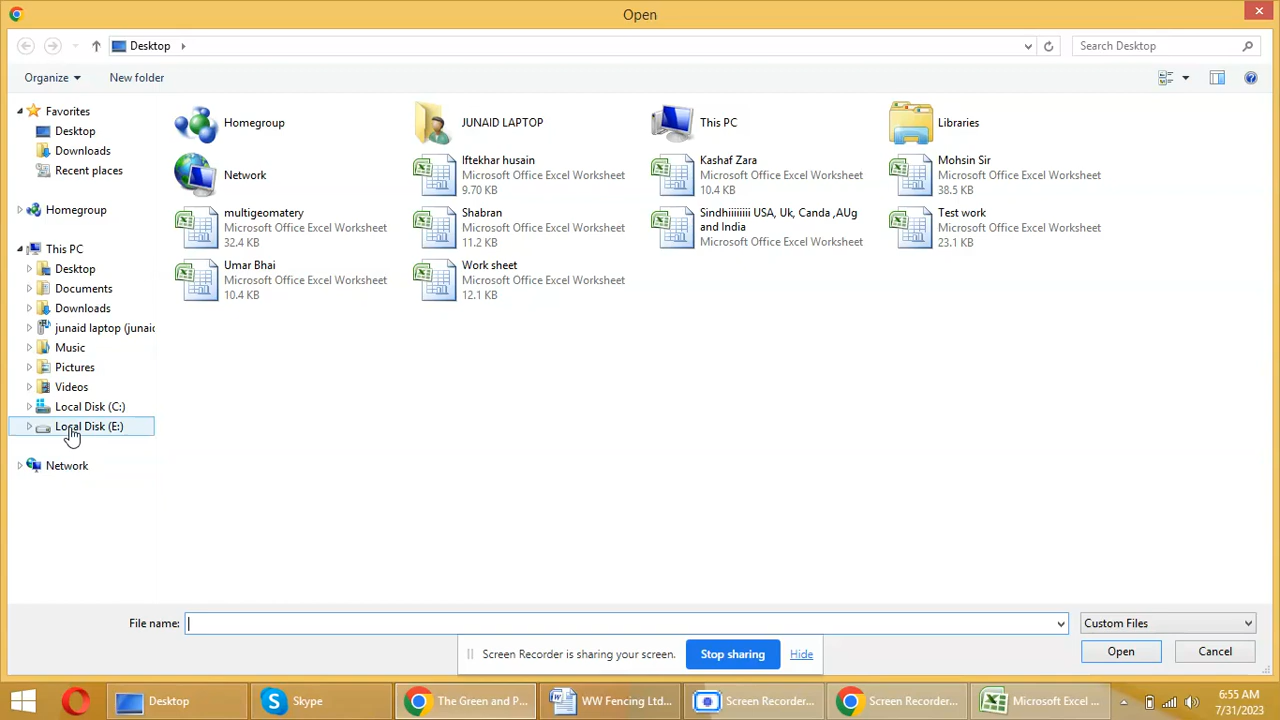 Open
Desktop
Search Desktop
Organize
New folder
Favorites
Desktop
Downloads
Recent places
Homegroup
This PC
Desktop
Documents
Downloads
junaid laptop (junaid
Music
Pictures
Videos
Local Disk (C:)
Local Disk (E:)
Network
Homegroup
JUNAID LAPTOP
This PC
Libraries
Network
Iftekhar husain
Microsoft Office Excel Worksheet
9.70 KB
Kashaf Zara
Microsoft Office Excel Worksheet
10.4 KB
Mohsin Sir
Microsoft Office Excel Worksheet
38.5 KB
multigeomatery
Microsoft Office Excel Worksheet
32.4 KB
Shabran
Microsoft Office Excel Worksheet
11.2 KB
Sindhiiiiiiii USA, Uk, Canda ,AUg
and India
Microsoft Office Excel Worksheet
Test work
Microsoft Office Excel Worksheet
23.1 KB
Umar Bhai
Microsoft Office Excel Worksheet
10.4 KB
Work sheet
Microsoft Office Excel Worksheet
12.1 KB
File name:
Custom Files
Open
Cancel
Screen Recorder is sharing your screen.
Stop sharing
Hide
Desktop
Skype
The Green and P...
WW Fencing Ltd...
Screen Recorder...
Screen Recorder...
Microsoft Excel ...
6:55 AM
7/31/2023